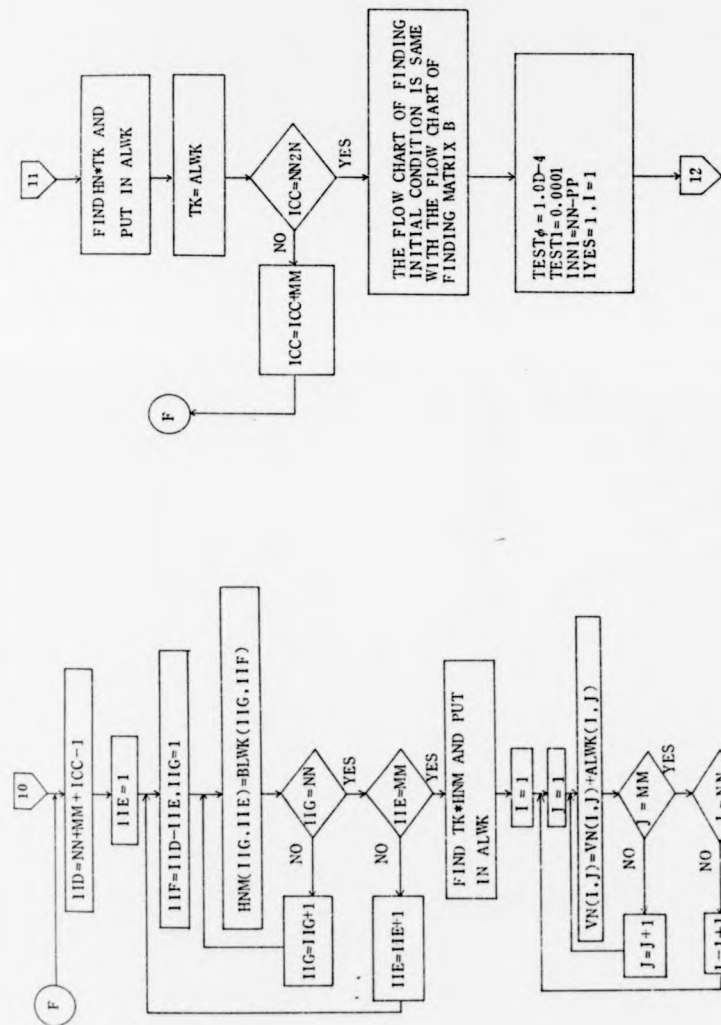 11
FIND HN*TK AND
PUT IN ALWK
TK=ALWK
ICC=NN2N
NO
YES
ICC=ICC+MM
F
THE FLOW CHART OF FINDING
INITIAL CONDITION IS SAME
WITH THE FLOW CHART OF
FINDING MATRIX B
TESTϕ=1.0D-4
TEST1=0.0001
INN1=NN-PP
IYES=1,I=1
12
10
F
IID=NN+MM+ICC-1
IIE=1
IIF=IID-IIE,IIG=1
HNM(IIG,IIE)=BLWK(IIG,IIF)
IIG=NN
NO
YES
IIG=IIG+1
IIE=MM
NO
YES
IIE=IIE+1
FIND TK*HNM AND PUT
IN ALWK
I=1
J=1
VN(I,J)=VN(I,J)+ALWK(I,J)
J=MM
NO
YES
J=J+1
NO